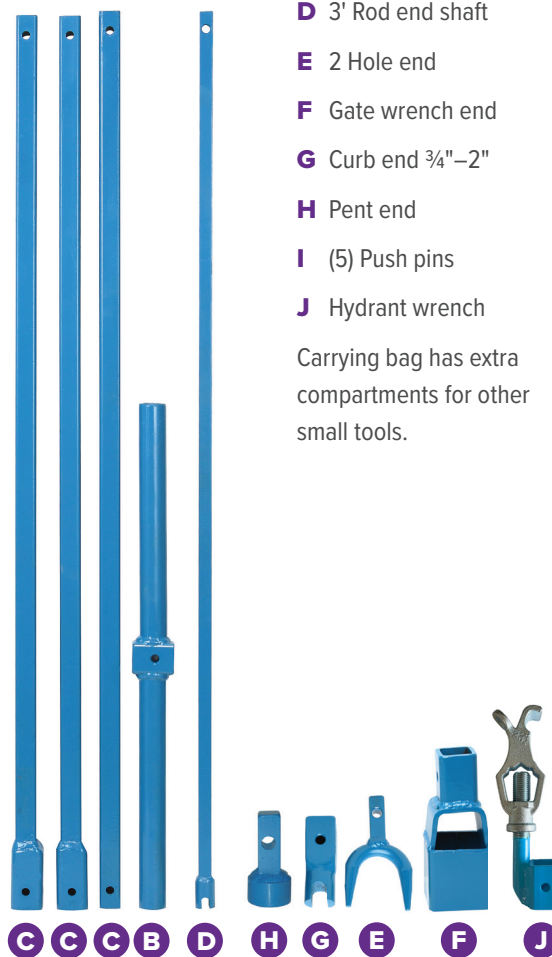 D 3' Rod end shaft
E 2 Hole end
F Gate wrench end
G Curb end ¾"–2"
H Pent end
I (5) Push pins
J Hydrant wrench
Carrying bag has extra
compartments for other
small tools.
C C C B D H G E F J